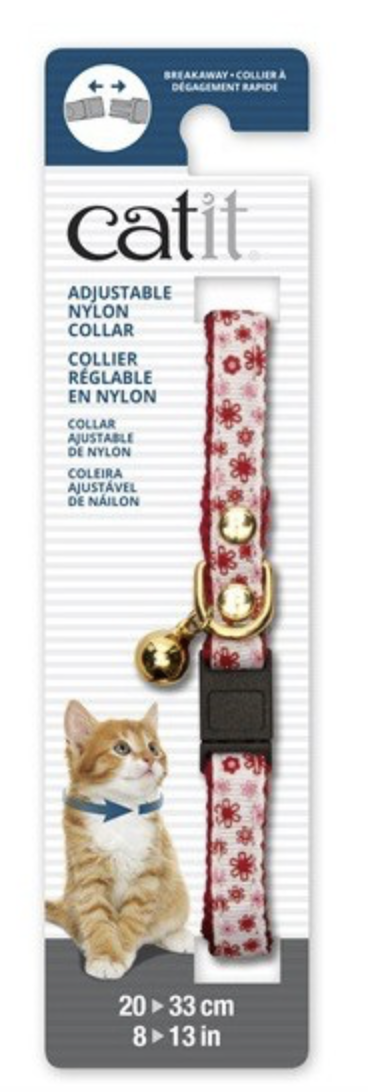 BREAKAWAY • COLLIER À
DÉGAGEMENT RAPIDE
catit®
ADJUSTABLE
NYLON
COLLAR
COLLIER
RÉGLABLE
EN NYLON
COLLAR
AJUSTABLE
DE NYLON
COLEIRA
AJUSTÁVEL
DE NÁILON
20 ▸ 33 cm
8 ▸ 13 in